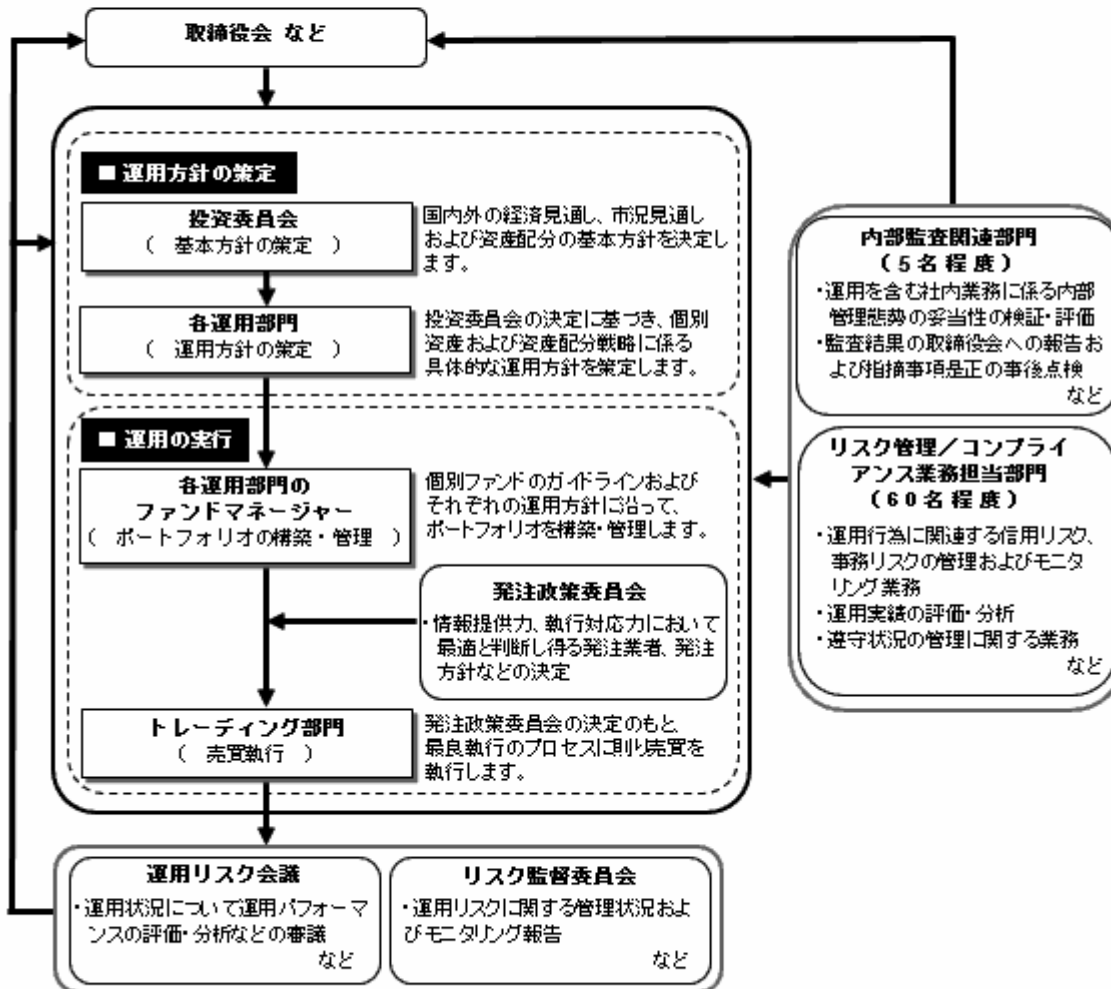 取締役会 など
■ 運用方針の策定
投資委員会
（ 基本方針の策定 ）
国内外の経済見通し、市況見通し
および資産配分の基本方針を決定し
ます。
各運用部門
（ 運用方針の策定 ）
投資委員会の決定に基づき、個別
資産および資産配分戦略に係る
具体的な運用方針を策定します。
■ 運用の実行
各運用部門の
ファンドマネージャー
（ ポートフォリオの構築・管理 ）
個別ファンドのガイドラインおよび
それぞれの運用方針に沿って、
ポートフォリオを構築・管理します。
発注政策委員会
・情報提供力、執行対応力において
最適と判断し得る発注業者、発注
方針などの決定
トレーディング部門
（ 売買執行 ）
発注政策委員会の決定のもと、
最良執行のプロセスに則り売買を
執行します。
運用リスク会議
・運用状況について運用パフォーマ
ンスの評価・分析などの審議
など
リスク監督委員会
・運用リスクに関する管理状況およ
びモニタリング報告
など
内部監査関連部門
（５名程度）
・運用を含む社内業務に係る内部
管理態勢の妥当性の検証・評価
・監査結果の取締役会への報告お
よび指摘事項是正の事後点検
など
リスク管理／コンプライ
アンス業務担当部門
（６０名程度）
・運用行為に関連する信用リスク、
事務リスクの管理およびモニタ
リング業務
・運用実績の評価・分析
・遵守状況の管理に関する業務
など